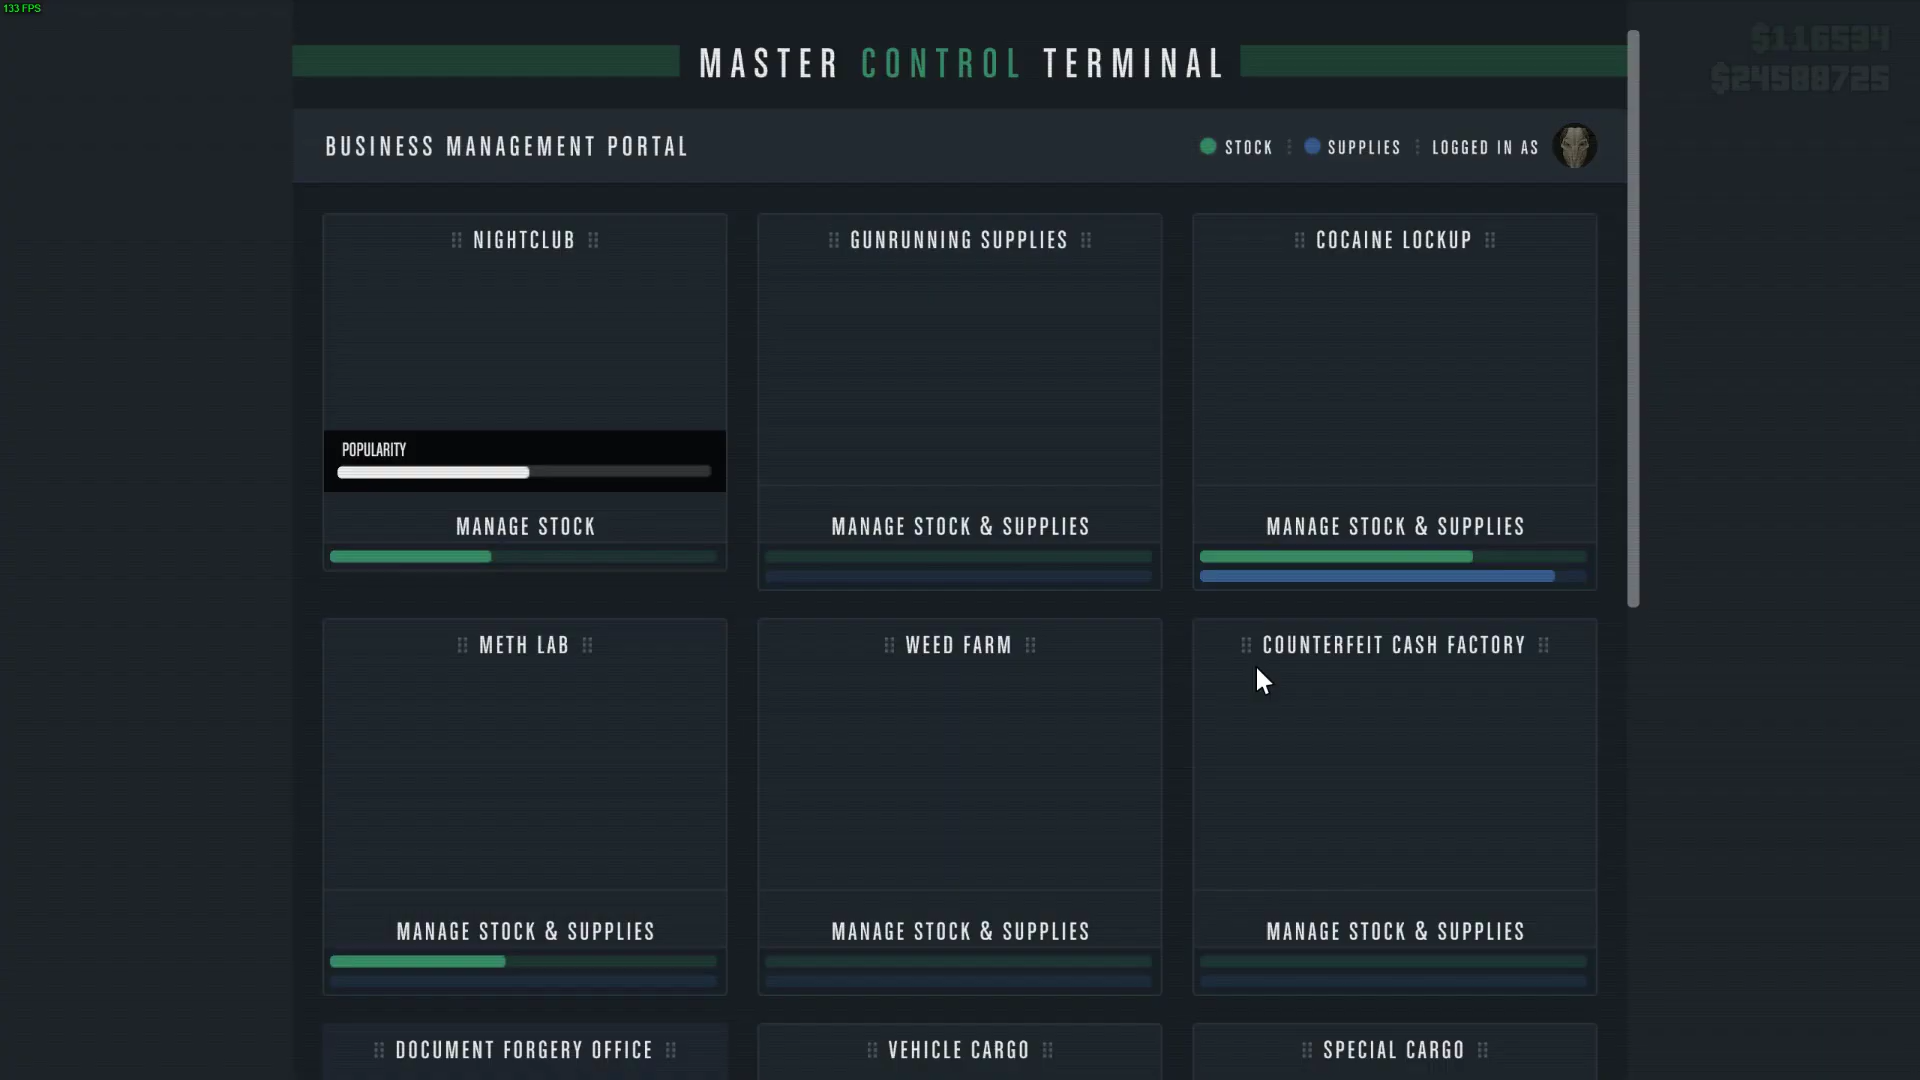 133 FPS
$116534
$24588725
MASTER CONTROL TERMINAL
BUSINESS MANAGEMENT PORTAL
STOCK SUPPLIES LOGGED IN AS
NIGHTCLUB
POPULARITY
MANAGE STOCK
GUNRUNNING SUPPLIES
MANAGE STOCK & SUPPLIES
COCAINE LOCKUP
MANAGE STOCK & SUPPLIES
METH LAB
MANAGE STOCK & SUPPLIES
WEED FARM
MANAGE STOCK & SUPPLIES
COUNTERFEIT CASH FACTORY
MANAGE STOCK & SUPPLIES
DOCUMENT FORGERY OFFICE
VEHICLE CARGO
SPECIAL CARGO